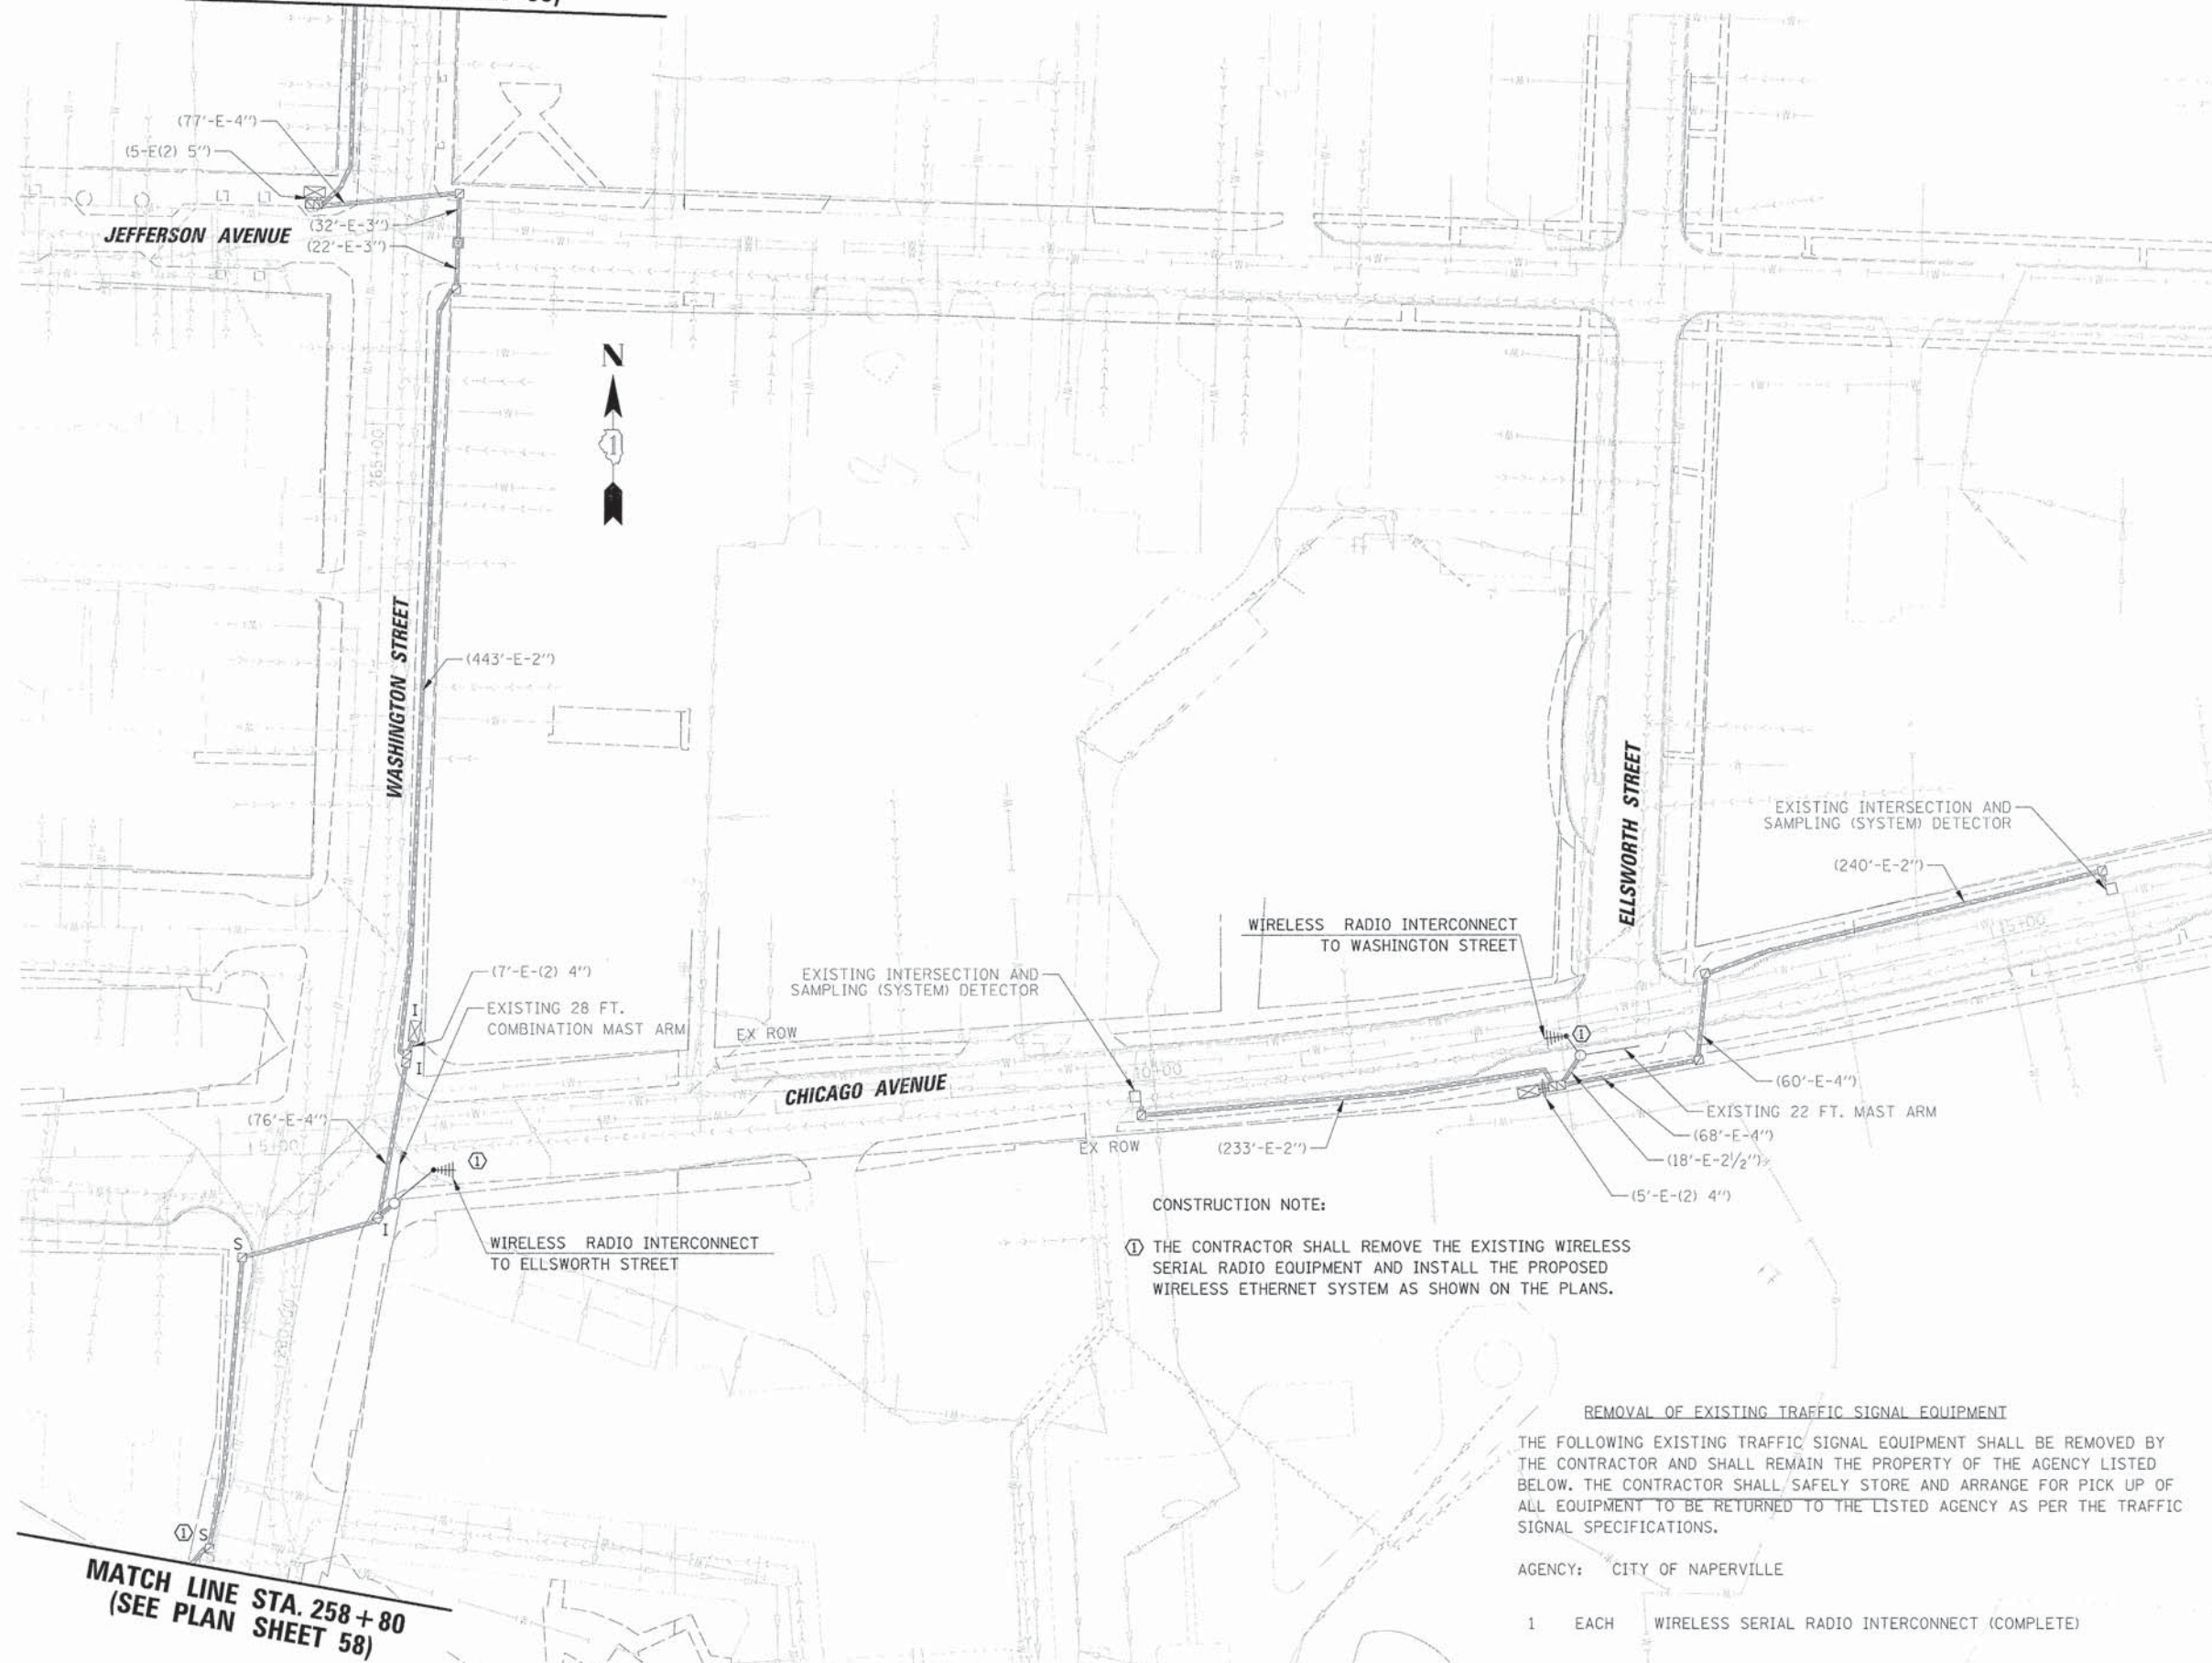 (77'-E-4")
(5-E(2) 5")
JEFFERSON AVENUE
(32'-E-3")
(22'-E-3")
N
1
265+00
WASHINGTON STREET
(443'-E-2")
ELLSWORTH STREET
EXISTING INTERSECTION AND
SAMPLING (SYSTEM) DETECTOR
(240'-E-2")
15+00
WIRELESS RADIO INTERCONNECT
TO WASHINGTON STREET
(7'-E-(2) 4")
EXISTING 28 FT.
COMBINATION MAST ARM
EXISTING INTERSECTION AND
SAMPLING (SYSTEM) DETECTOR
EX ROW
I
I
1
10+00
CHICAGO AVENUE
(60'-E-4")
EXISTING 22 FT. MAST ARM
(68'-E-4")
(18'-E-2½")
(5'-E-(2) 4")
(76'-E-4")
EX ROW
(233'-E-2")
1
I
S
WIRELESS RADIO INTERCONNECT
TO ELLSWORTH STREET
CONSTRUCTION NOTE:
1 THE CONTRACTOR SHALL REMOVE THE EXISTING WIRELESS
SERIAL RADIO EQUIPMENT AND INSTALL THE PROPOSED
WIRELESS ETHERNET SYSTEM AS SHOWN ON THE PLANS.
1 S
MATCH LINE STA. 258+80
(SEE PLAN SHEET 58)
REMOVAL OF EXISTING TRAFFIC SIGNAL EQUIPMENT
THE FOLLOWING EXISTING TRAFFIC SIGNAL EQUIPMENT SHALL BE REMOVED BY
THE CONTRACTOR AND SHALL REMAIN THE PROPERTY OF THE AGENCY LISTED
BELOW. THE CONTRACTOR SHALL SAFELY STORE AND ARRANGE FOR PICK UP OF
ALL EQUIPMENT TO BE RETURNED TO THE LISTED AGENCY AS PER THE TRAFFIC
SIGNAL SPECIFICATIONS.
AGENCY: CITY OF NAPERVILLE
1 EACH WIRELESS SERIAL RADIO INTERCONNECT (COMPLETE)